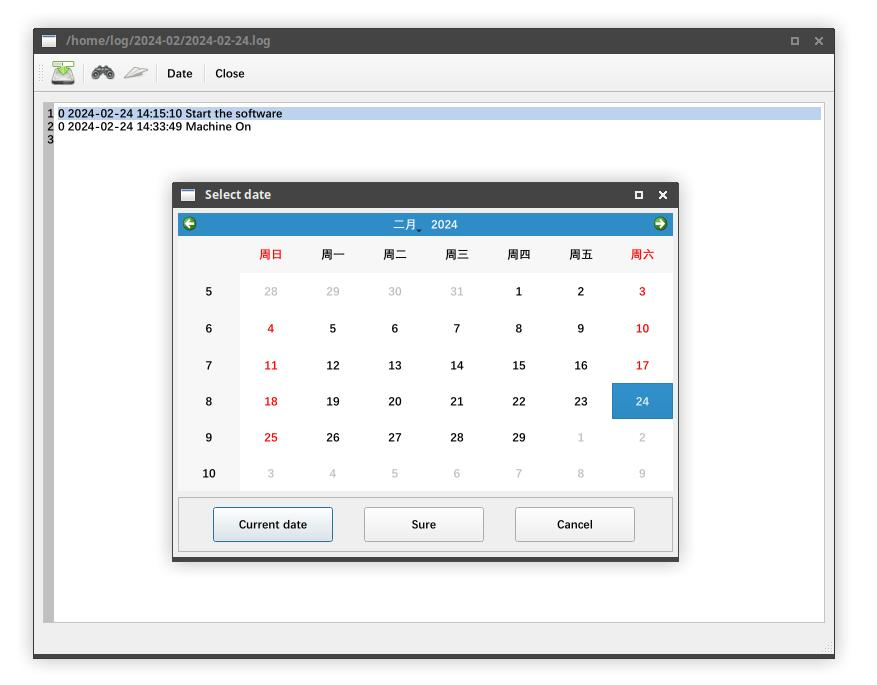 /home/log/2024-02/2024-02-24.log
Date Close
1 0 2024-02-24 14:15:10 Start the software
2 0 2024-02-24 14:33:49 Machine On
3
Select date
二月 2024
周日 周一 周二 周三 周四 周五 周六
5 28 29 30 31 1 2 3
6 4 5 6 7 8 9 10
7 11 12 13 14 15 16 17
8 18 19 20 21 22 23 24
9 25 26 27 28 29 1 2
10 3 4 5 6 7 8 9
Current date Sure Cancel